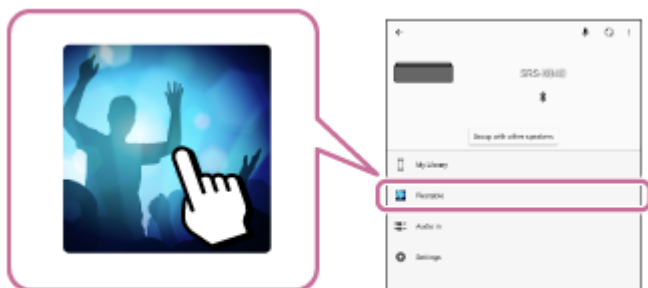 SRS-XB40
Group with other speakers
My Library
Fiestable
Audio in
Settings